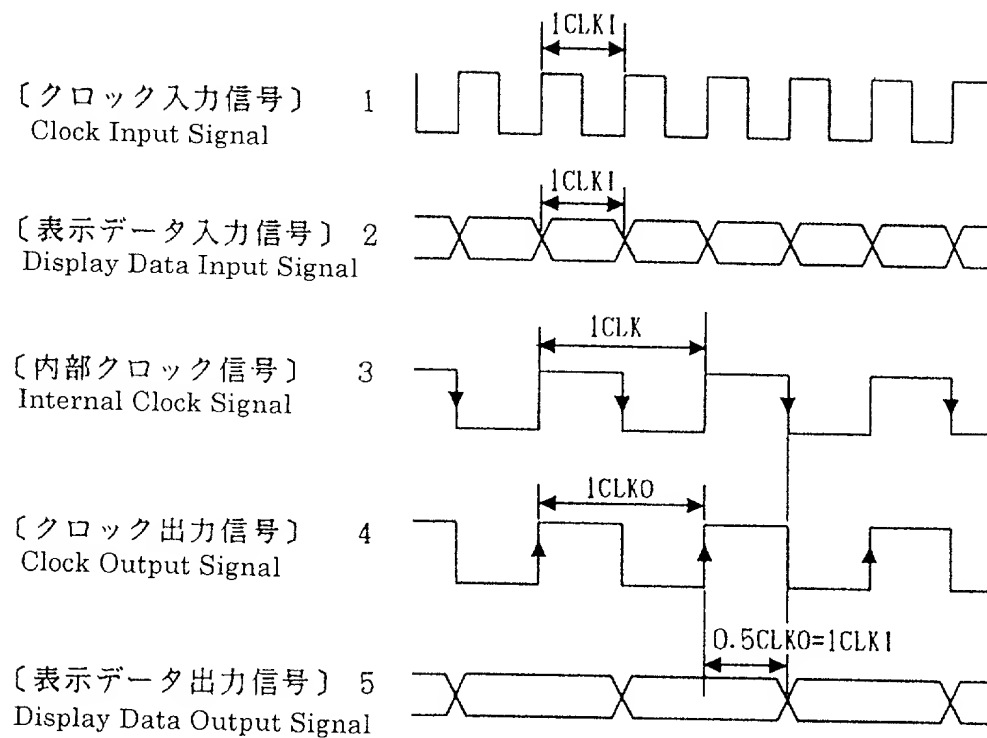 1CLKI
〔クロック入力信号〕 1
Clock Input Signal
1CLKI
〔表示データ入力信号〕 2
Display Data Input Signal
1CLK
〔内部クロック信号〕 3
Internal Clock Signal
1CLKO
〔クロック出力信号〕 4
Clock Output Signal
0.5CLKO=1CLKI
〔表示データ出力信号〕 5
Display Data Output Signal